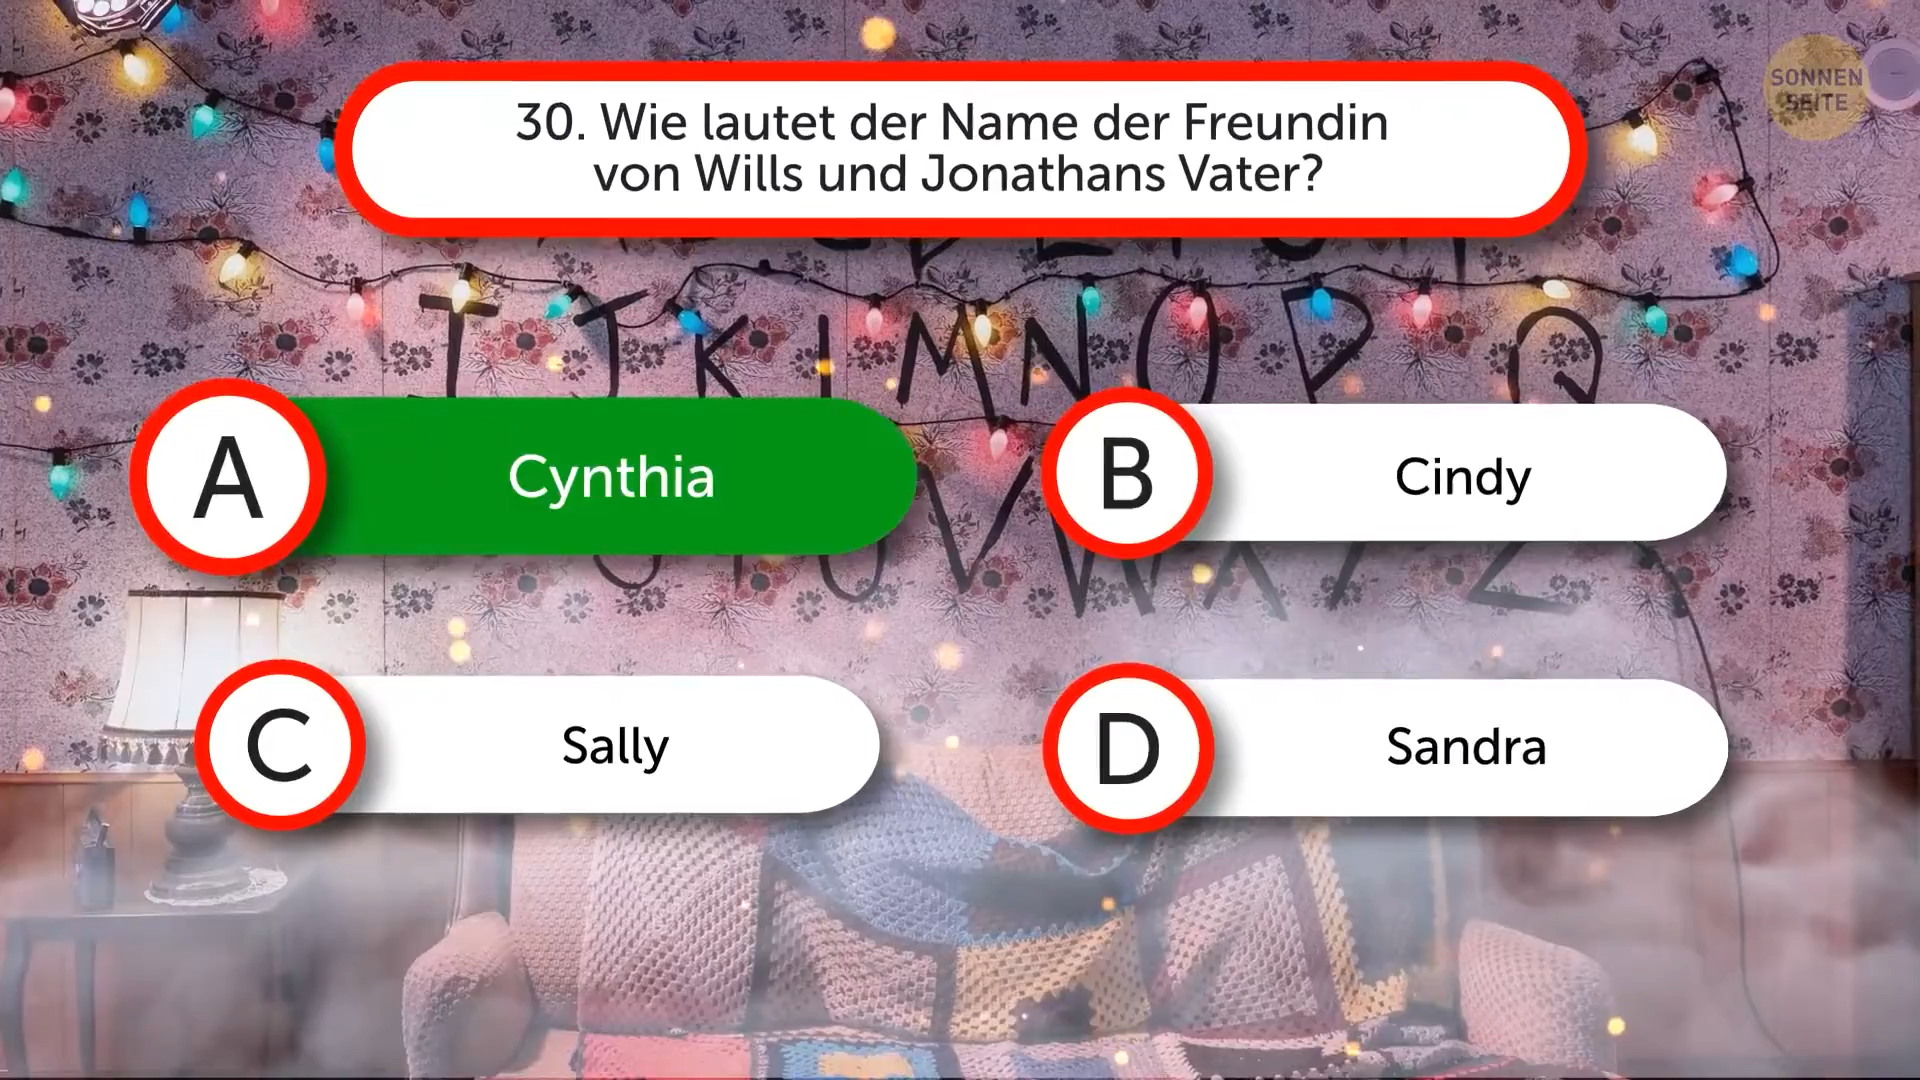 SONNEN
SEITE
30. Wie lautet der Name der Freundin
von Wills und Jonathans Vater?
I J K L M N O P Q
A
Cynthia
B
Cindy
C
Sally
D
Sandra